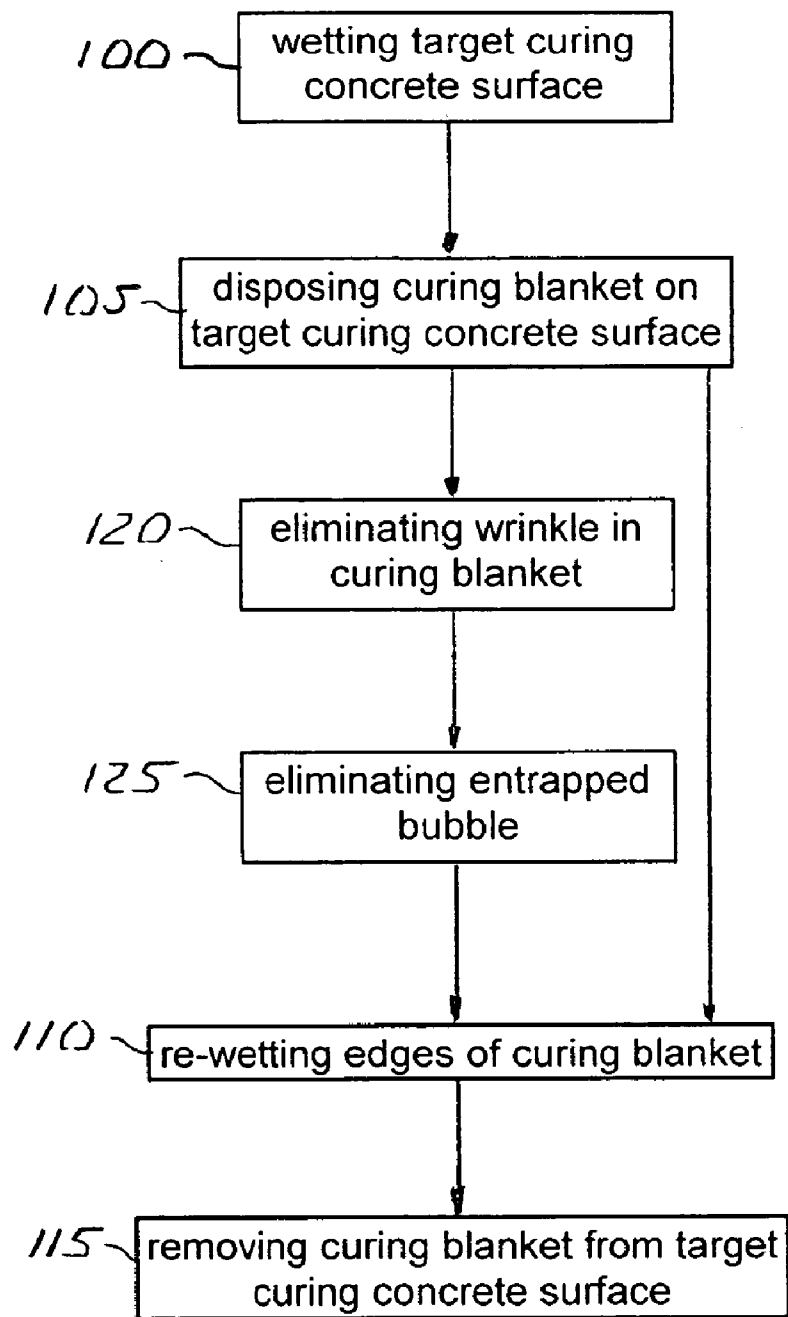 100
wetting target curing
concrete surface
105
disposing curing blanket on
target curing concrete surface
120
eliminating wrinkle in
curing blanket
125
eliminating entrapped
bubble
110
re-wetting edges of curing blanket
115
removing curing blanket from target
curing concrete surface